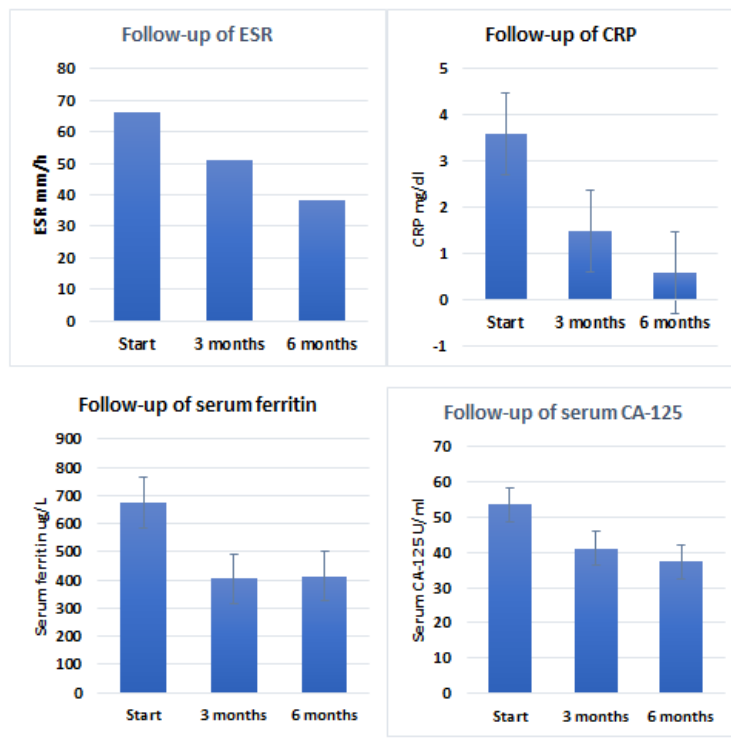 Follow-up of ESR
80
70
60
50
40
30
20
10
0
ESR mm/h
Start 3 months 6 months
Follow-up of CRP
5
4
3
2
1
0
-1
CRP mg/dl
Start 3 months 6 months
Follow-up of serum ferritin
900
800
700
600
500
400
300
200
100
0
Serum ferritin ug/L
Start 3 months 6 months
Follow-up of serum CA-125
70
60
50
40
30
20
10
0
Serum CA-125 U/ml
Start 3 months 6 months